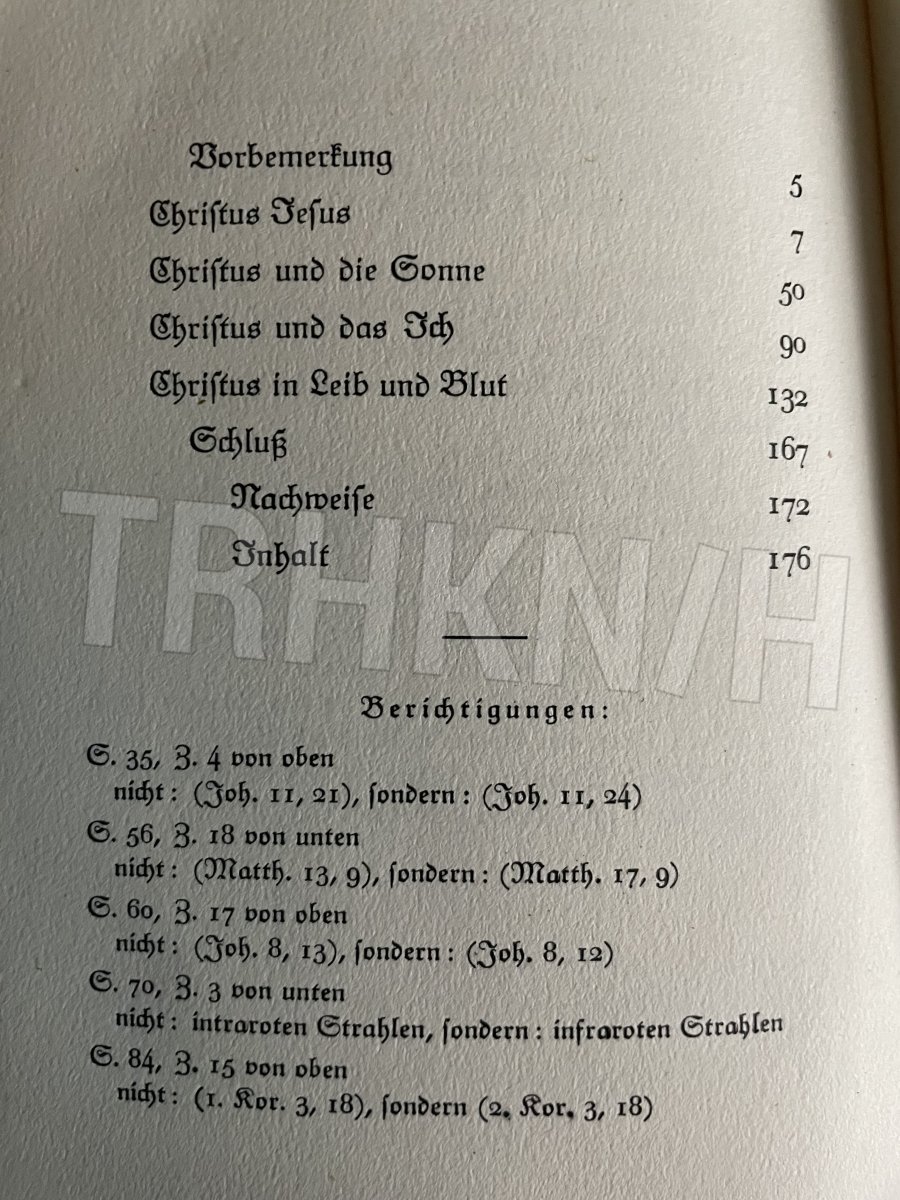 Vorbemerkung 5
Chriſtus Jeſus 7
Chriſtus und die Sonne 50
Chriſtus und das Ich 90
Chriſtus in Leib und Blut 132
Schluß 167
Nachweiſe 172
Inhalt 176
TRHKN/H
Berichtigungen:
S. 35, Z. 4 von oben
nicht: (Joh. 11, 21), ſondern: (Joh. 11, 24)
S. 56, Z. 18 von unten
nicht: (Matth. 13, 9), ſondern: (Matth. 17, 9)
S. 60, Z. 17 von oben
nicht: (Joh. 8, 13), ſondern: (Joh. 8, 12)
S. 70, Z. 3 von unten
nicht: intraroten Strahlen, ſondern: infraroten Strahlen
S. 84, Z. 15 von oben
nicht: (1. Kor. 3, 18), ſondern (2. Kor. 3, 18)